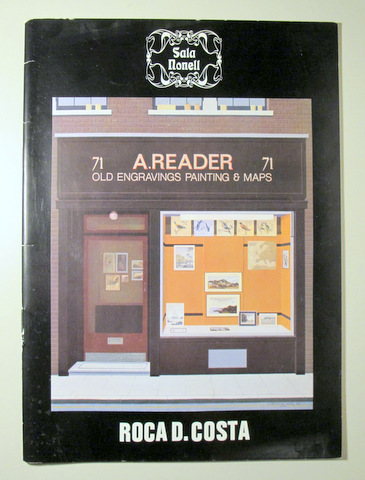 Sala
Nonell
71 A.READER 71
OLD ENGRAVINGS PAINTING & MAPS
ROCA D. COSTA